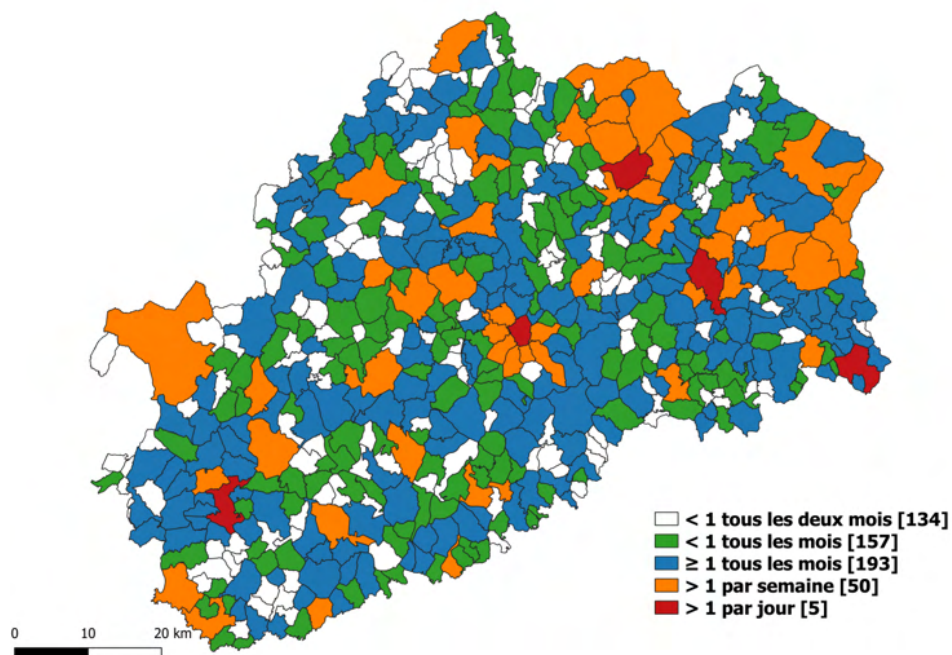 < 1 tous les deux mois [134]
< 1 tous les mois [157]
≥ 1 tous les mois [193]
> 1 par semaine [50]
> 1 par jour [5]
0 10 20 km